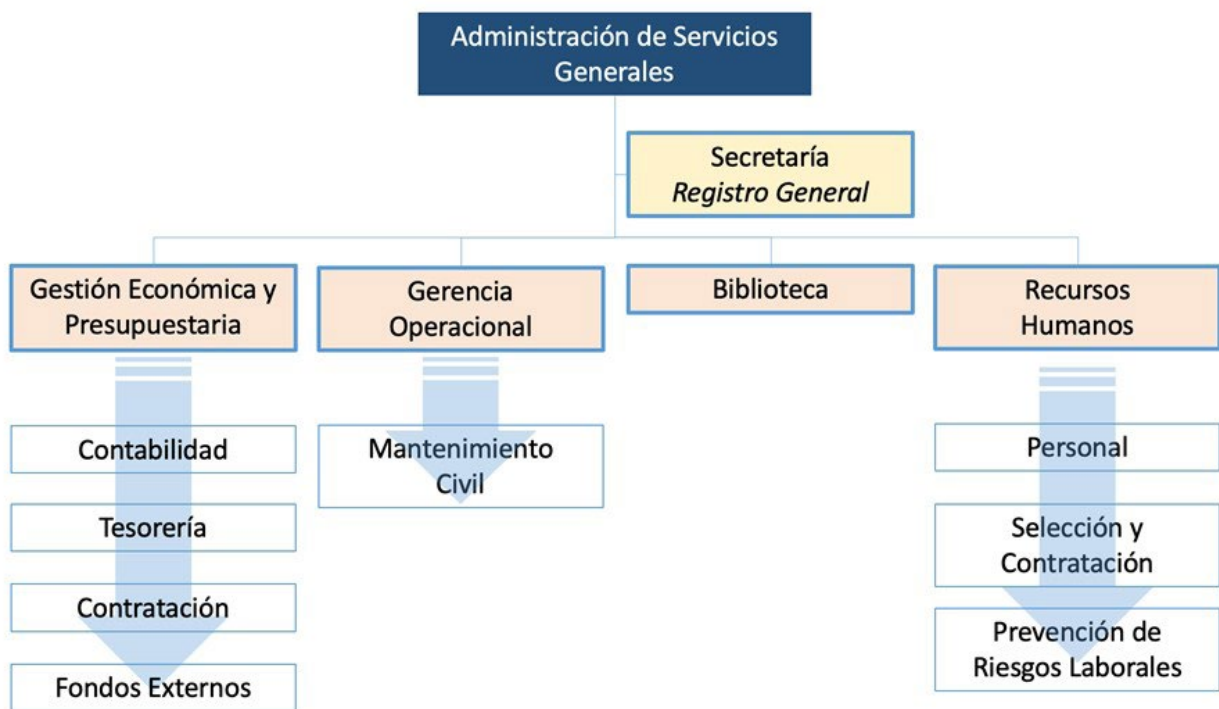 Administración de Servicios
Generales
Secretaría
Registro General
Gestión Económica y
Presupuestaria
Gerencia
Operacional
Biblioteca
Recursos
Humanos
Contabilidad
Tesorería
Contratación
Fondos Externos
Mantenimiento
Civil
Personal
Selección y
Contratación
Prevención de
Riesgos Laborales